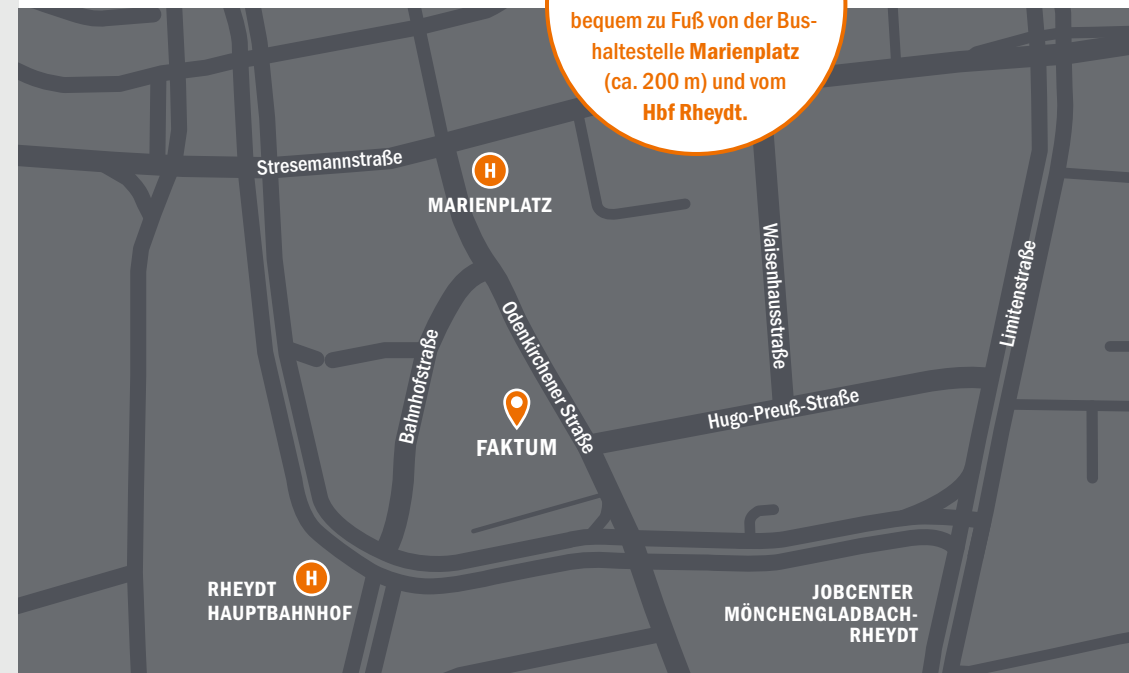 bequem zu Fuß von der Bus-
haltestelle Marienplatz
(ca. 200 m) und vom
Hbf Rheydt.
Stresemannstraße
H
MARIENPLATZ
Waisenhausstraße
Limitenstraße
Odenkirchener Straße
Bahnhofstraße
Hugo-Preuß-Straße
FAKTUM
RHEYDT
HAUPTBAHNHOF
H
JOBCENTER
MÖNCHENGLADBACH-
RHEYDT